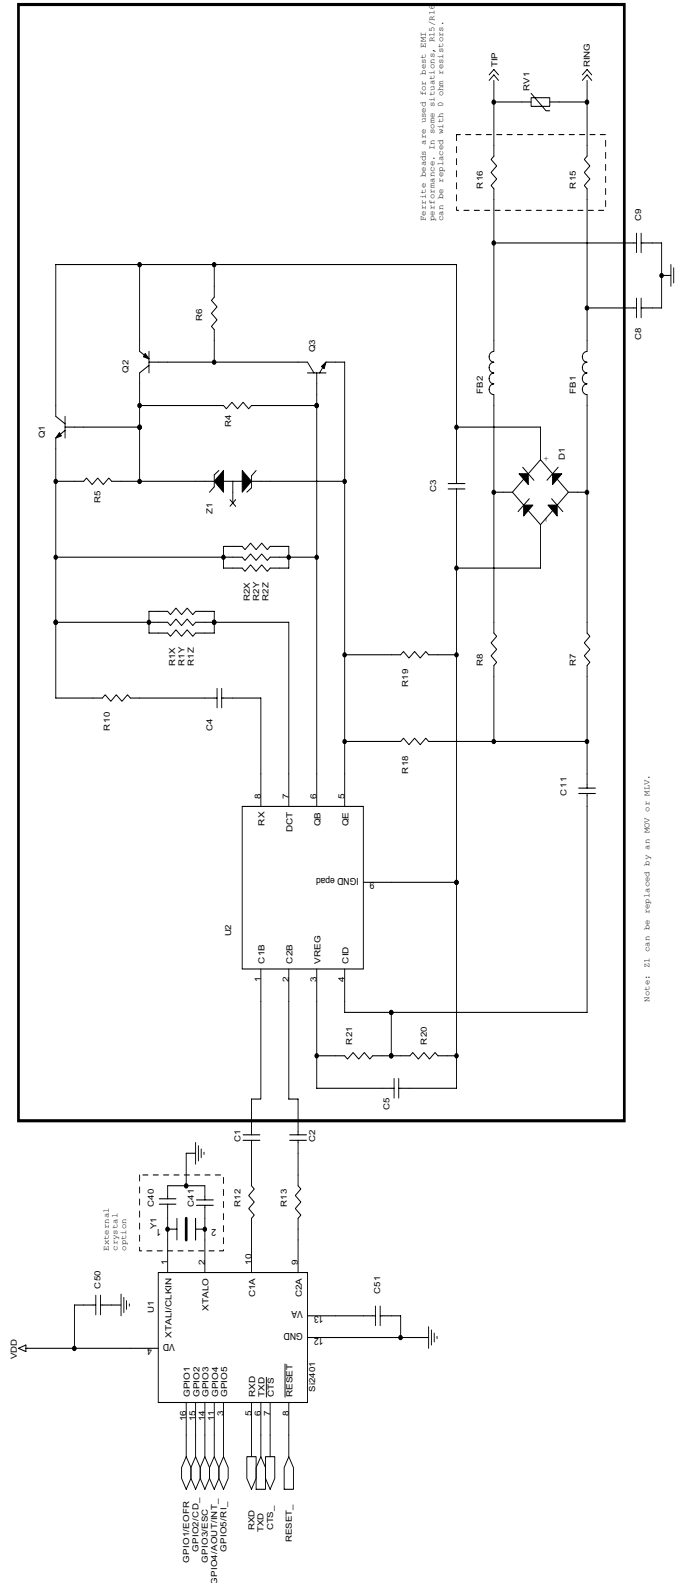 Ferrite beads are used for best EMI
performance. In some situations, R15/R16
can be replaced with 0 ohm resistors.
TIP
RING
RV1
R16
R15
C9
C8
FB2
FB1
D1
+
-
R6
Q3
Q2
Q1
R4
R5
Z1
C3
R2X
R2Y
R2Z
R1X
R1Y
R1Z
R10
C4
R19
R18
R8
R7
C11
8
7
6
5
RX
DCT
QB
QE
IGND epad
9
U2
C1B
C2B
VREG
CID
1
2
3
4
R21
R20
C5
Note: Z1 can be replaced by an MOV or MLV.
C1
C2
R12
R13
External
crystal
option
C40
C41
Y1
1
2
1
2
10
9
XTALI/CLKIN
XTALO
C1A
C2A
U1
VDD
C50
4
VD
VA
13
C51
GND
12
Si2401
GPIO1
GPIO2
GPIO3
GPIO4
GPIO5
RXD
TXD
CTS
RESET
16
15
14
11
3
5
6
7
8
GPIO1/EOFR
GPIO2/CD_
GPIO3/ESC
GPIO4/AOUT/INT_
GPIO5/RI_
RXD
TXD
CTS_
RESET_